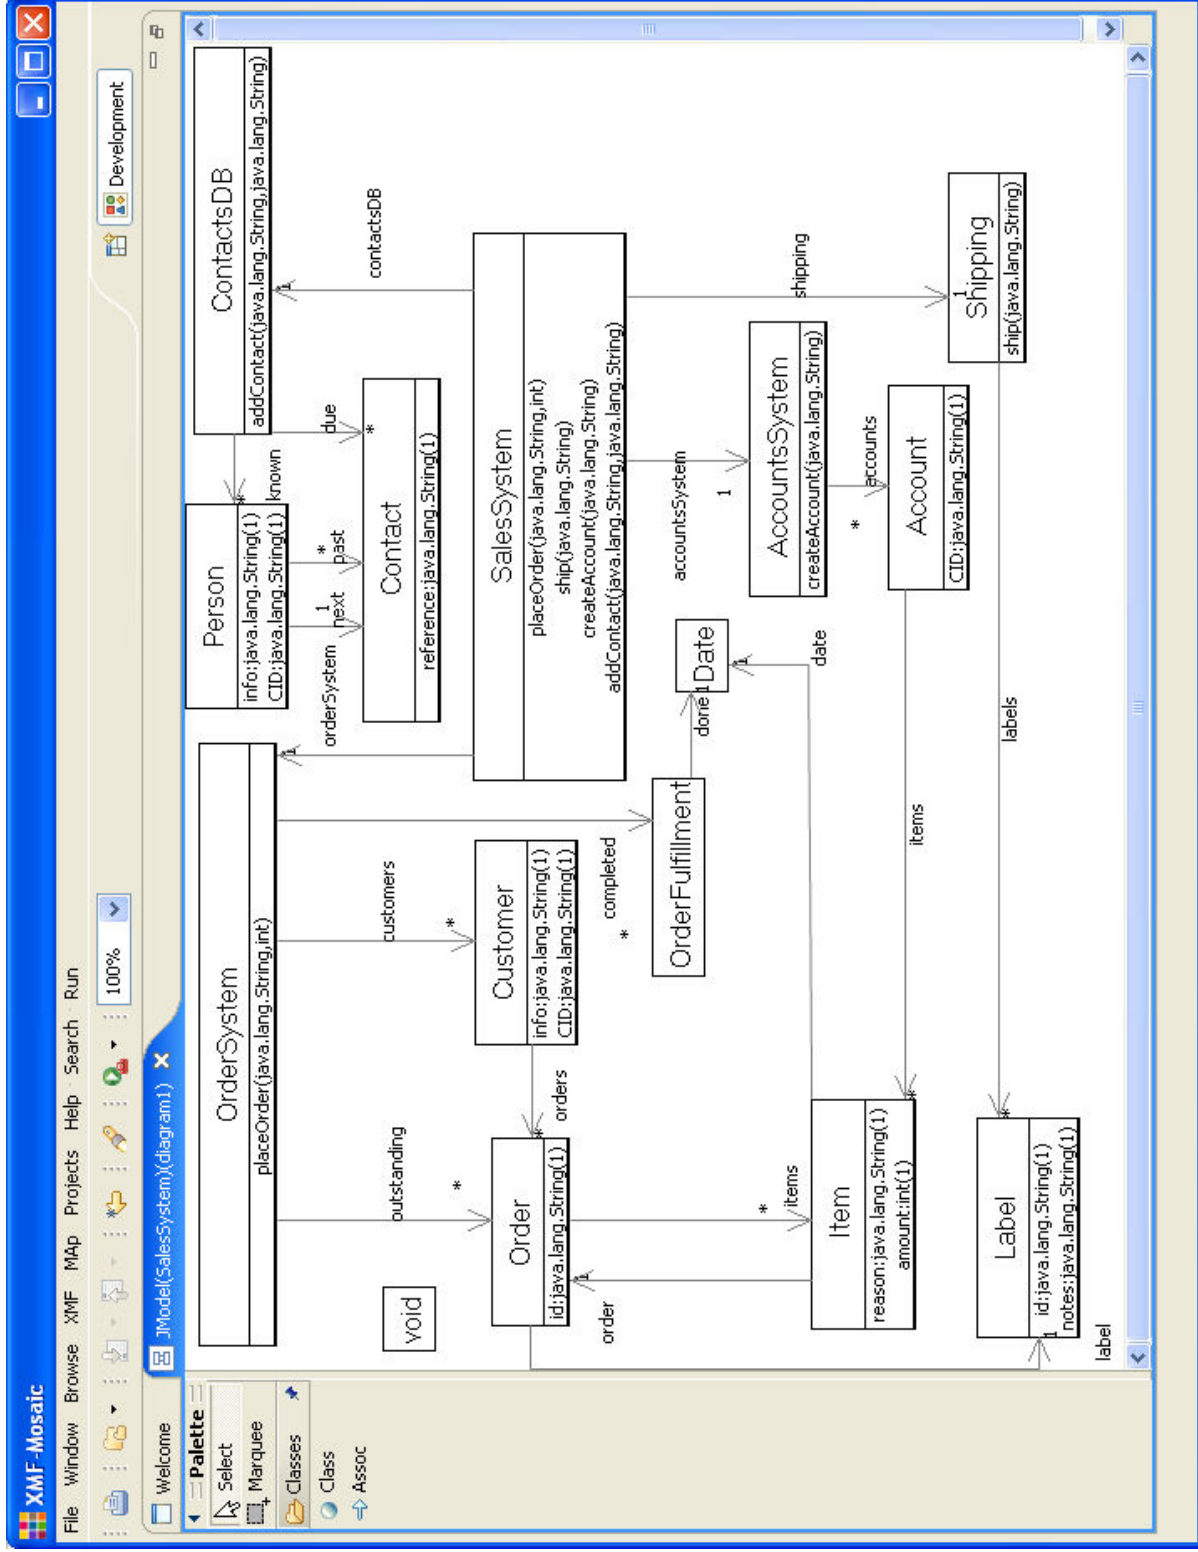 XMF-Mosaic
File Window Browse XMF MAp Projects Help Search Run
100%
Development
Welcome
JModel(SalesSystem)(diagram1)
Palette
Select
Marquee
Classes
Class
Assoc
OrderSystem
placeOrder(java.lang.String,int)
Person
info:java.lang.String(1)
CID:java.lang.String(1)
ContactsDB
addContact(java.lang.String,java.lang.String)
*
known
outstanding
*
customers
*
1
orderSystem
1
next
*
past
due
*
1
contactsDB
void
Contact
reference:java.lang.String(1)
Order
id:java.lang.String(1)
*
orders
Customer
info:java.lang.String(1)
CID:java.lang.String(1)
SalesSystem
placeOrder(java.lang.String,int)
ship(java.lang.String)
createAccount(java.lang.String)
addContact(java.lang.String,java.lang.String)
order
1
completed
*
OrderFulfillment
done
1
Date
1
date
accountsSystem
1
shipping
1
*
items
Item
reason:java.lang.String(1)
amount:int(1)
AccountsSystem
createAccount(java.lang.String)
*
accounts
Account
CID:java.lang.String(1)
*
items
Shipping
ship(java.lang.String)
*
labels
Label
id:java.lang.String(1)
notes:java.lang.String(1)
1
label